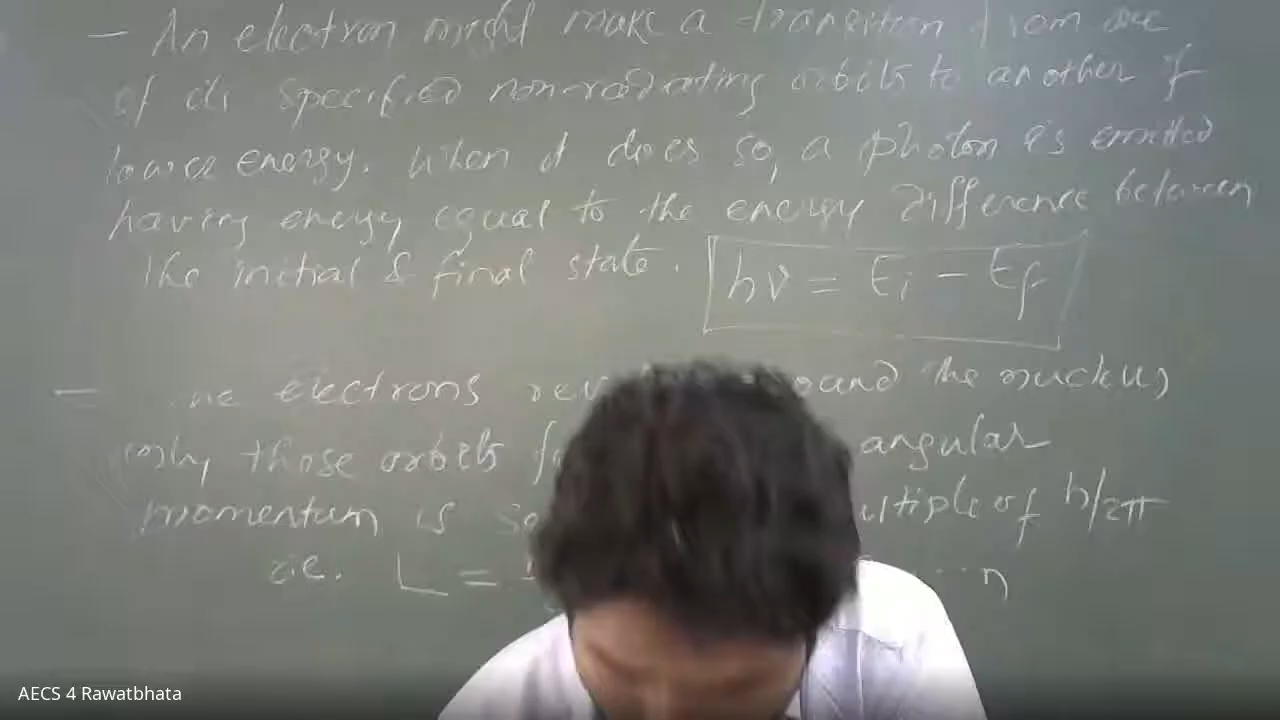 — An electron might make a transition from one
of its specified non-radiating orbits to another of
lower energy. When it does so, a photon is emitted
having energy equal to the energy difference between
the initial & final state. hν = Ei - Ef
— electrons around the nucleus
only those orbits angular
momentum is multiple of h/2π
i.e. L = ... n
AECS 4 Rawatbhata